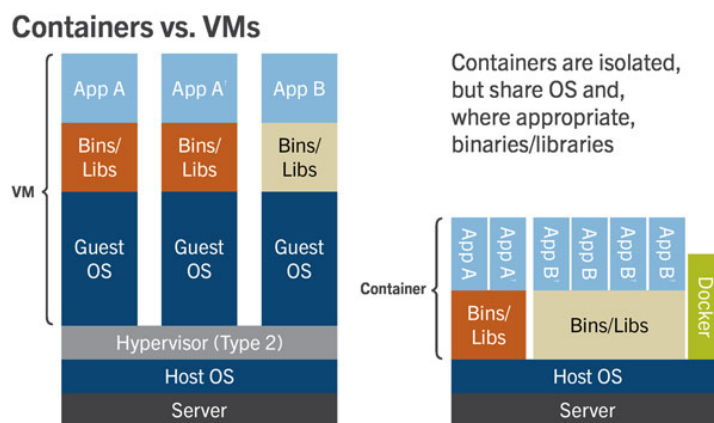 Containers vs. VMs
App A
App A'
App B
Bins/
Libs
Bins/
Libs
Bins/
Libs
VM
Guest
OS
Guest
OS
Guest
OS
Hypervisor (Type 2)
Host OS
Server
Containers are isolated,
but share OS and,
where appropriate,
binaries/libraries
Container
App A
App A'
App B'
App B
App B'
App B'
Docker
Bins/
Libs
Bins/Libs
Host OS
Server